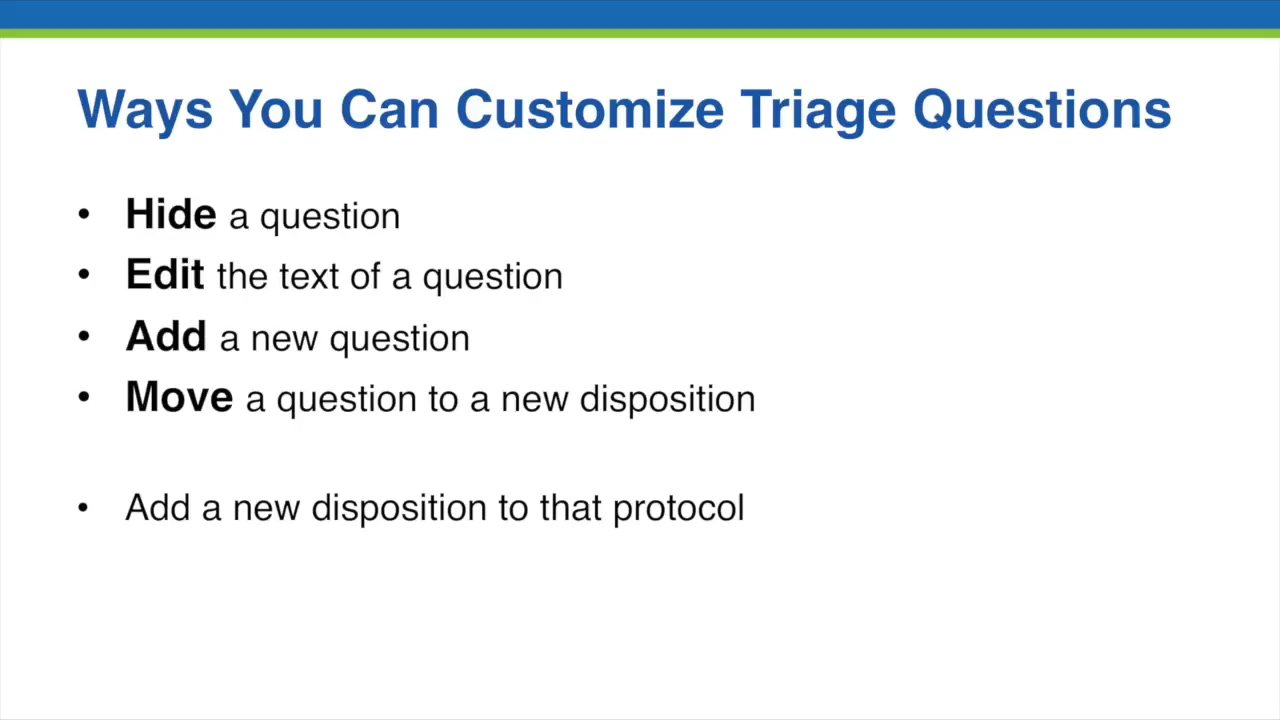 Ways You Can Customize Triage Questions
• Hide a question
• Edit the text of a question
• Add a new question
• Move a question to a new disposition
• Add a new disposition to that protocol